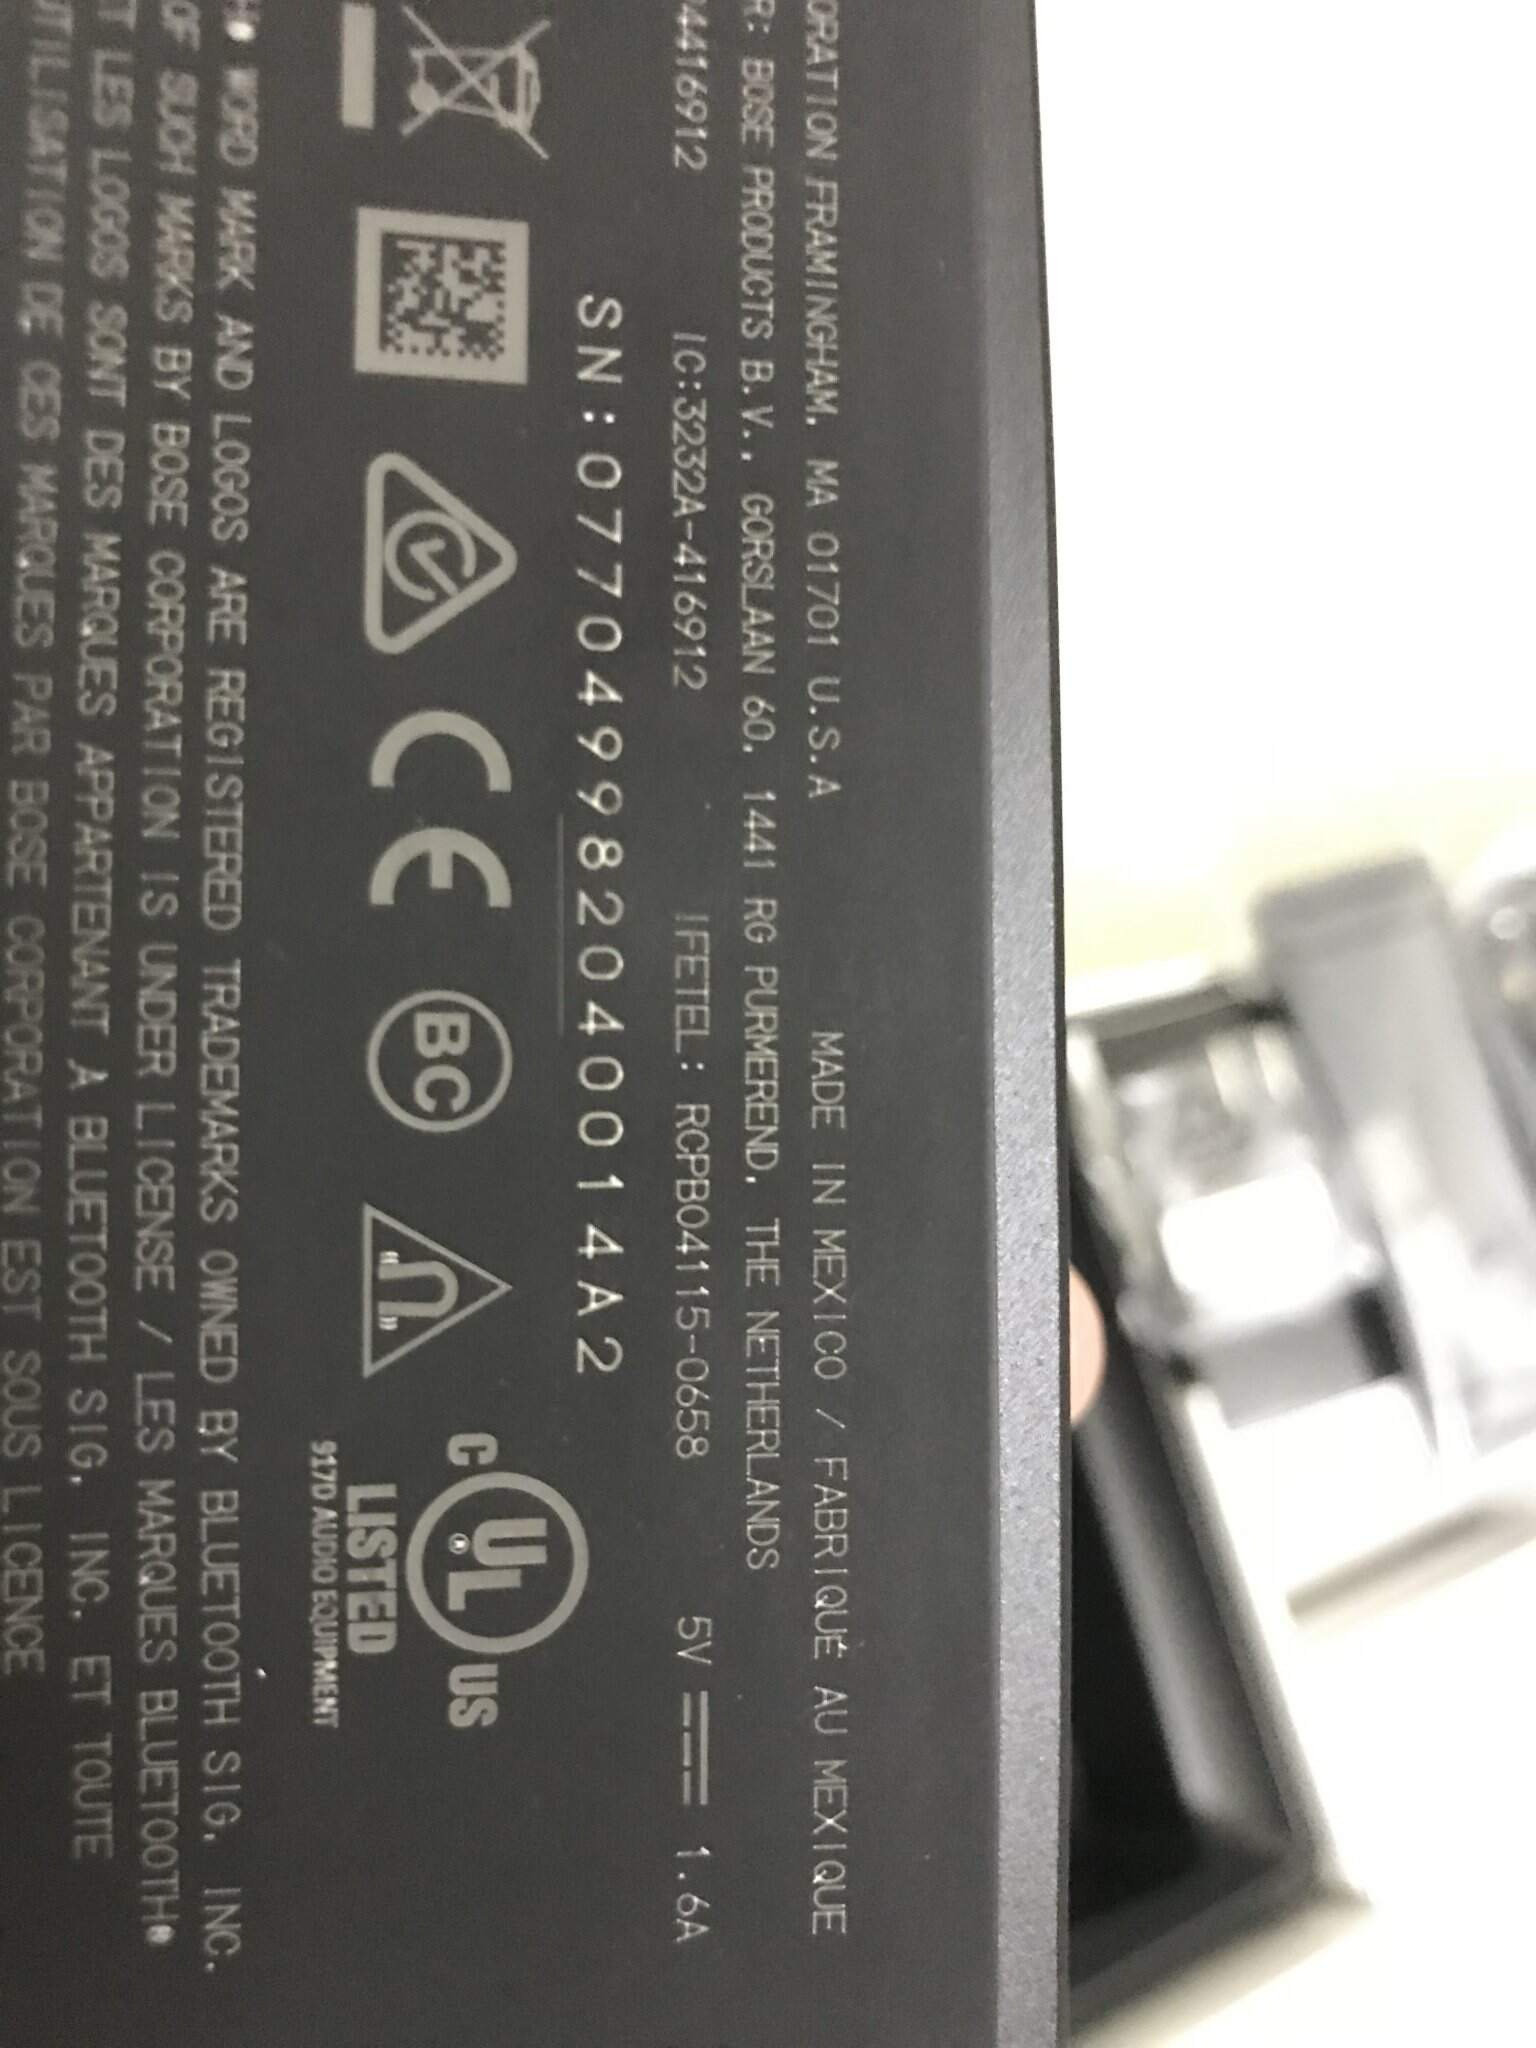 ORATION FRAMINGHAM, MA 01701 U.S.A MADE IN MEXICO / FABRIQUÉ AU MEXIQUE
R: BOSE PRODUCTS B.V., GORSLAAN 60, 1441 RG PURMEREND, THE NETHERLANDS
4416912 IC:3232A-416912 IFETEL: RCPB04115-0658 5V 1.6A
SN:077049982040014A2
BC
C UL® US
LISTED
917D AUDIO EQUIPMENT
WORD MARK AND LOGOS ARE REGISTERED TRADEMARKS OWNED BY BLUETOOTH SIG, INC.
OF SUCH MARKS BY BOSE CORPORATION IS UNDER LICENSE / LES MARQUES BLUETOOTH®
T LES LOGOS SONT DES MARQUES APPARTENANT A BLUETOOTH SIG, INC. ET TOUTE
UTILISATION DE CES MARQUES PAR BOSE CORPORATION EST SOUS LICENCE